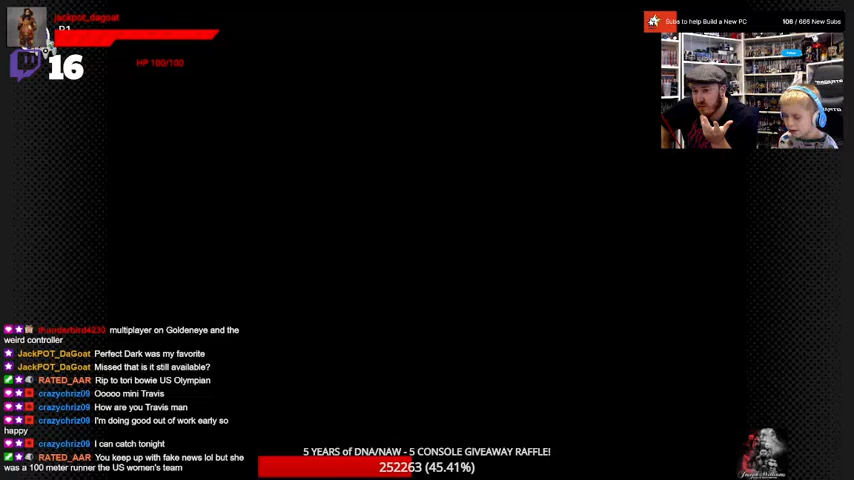 jackpot_dagoat
P1
16
HP 100/100
Subs to help Build a New PC
106 / 666 New Subs
thunderbird4230 multiplayer on Goldeneye and the
weird controller
JackPOT_DaGoat Perfect Dark was my favorite
JackPOT_DaGoat Missed that is it still available?
RATED_AAR Rip to tori bowie US Olympian
crazychriz09 Ooooo mini Travis
crazychriz09 How are you Travis man
crazychriz09 I'm doing good out of work early so
happy
crazychriz09 I can catch tonight
RATED_AAR You keep up with fake news lol but she
was a 100 meter runner the US women's team
5 YEARS of DNA/NAW - 5 CONSOLE GIVEAWAY RAFFLE!
252263 (45.41%)